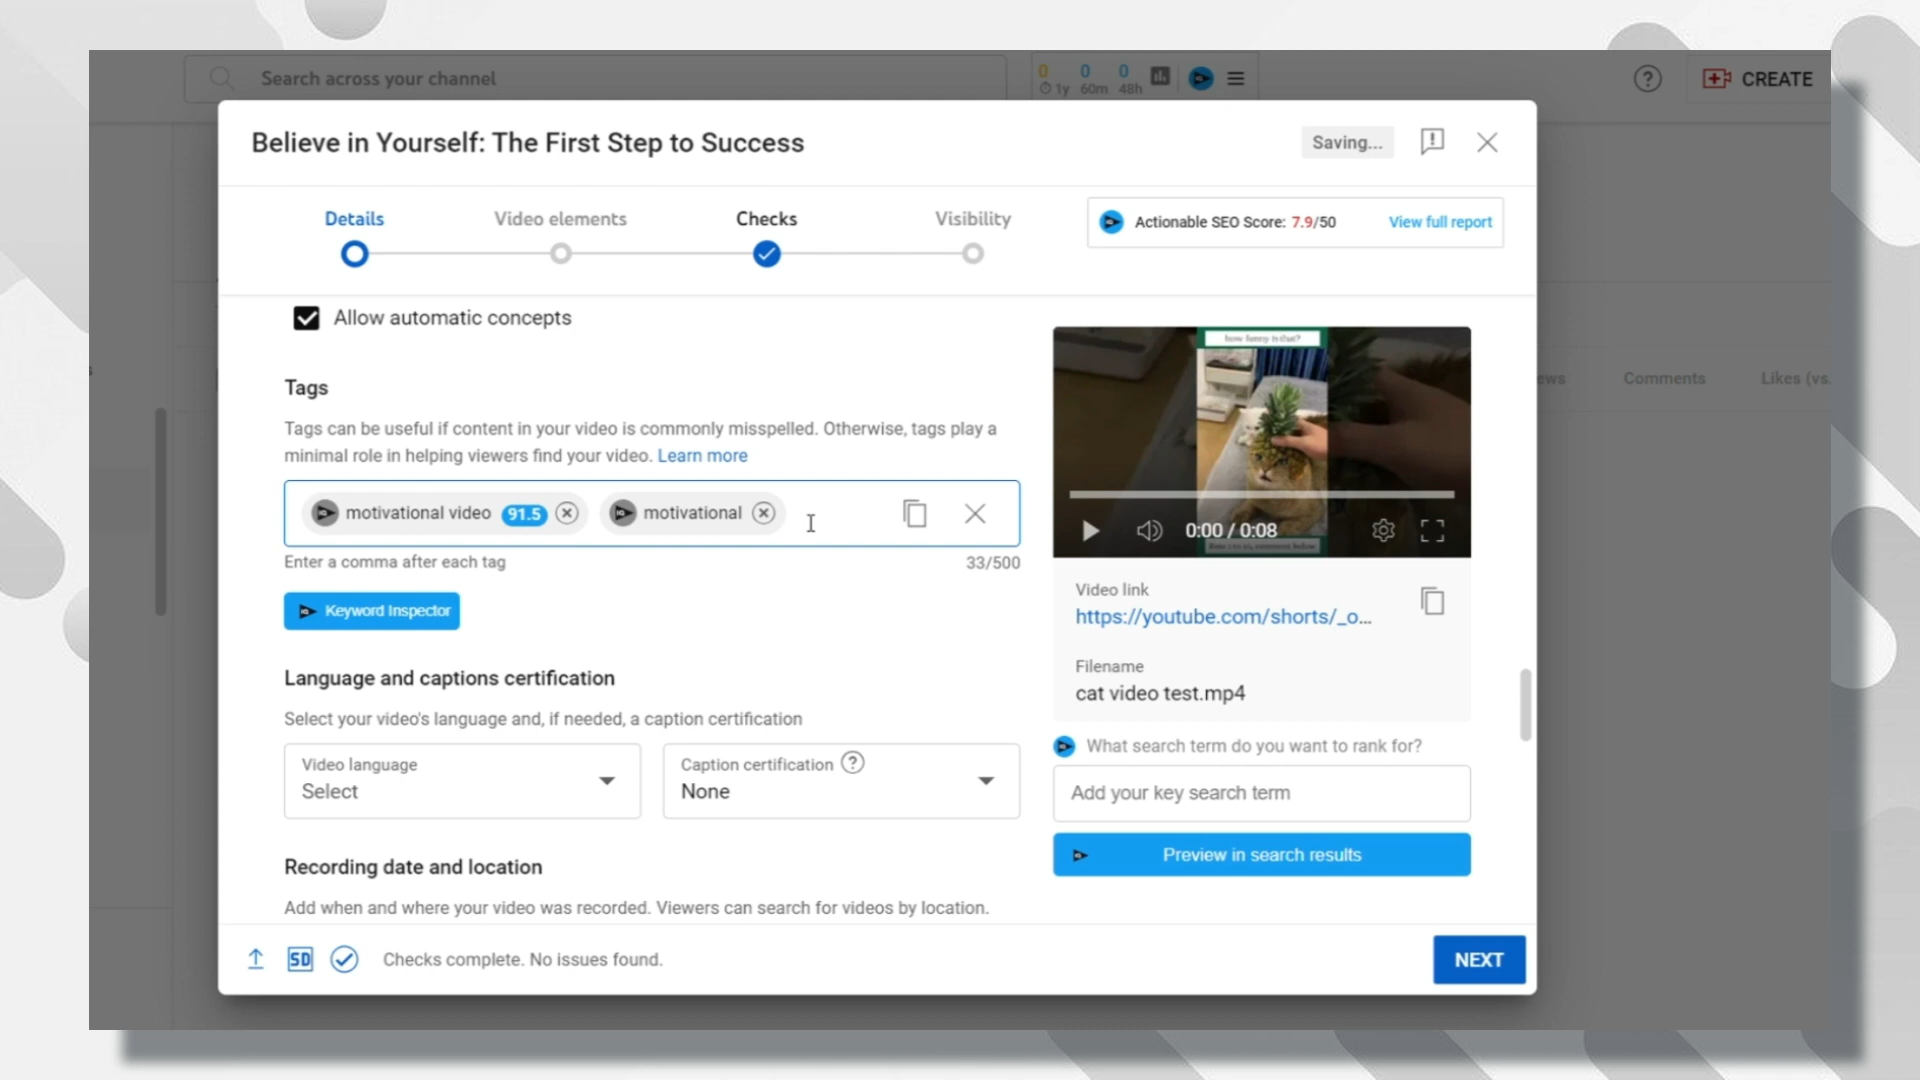 Search across your channel
0 0 0
1y 60m 48h
CREATE
Believe in Yourself: The First Step to Success
Saving...
Details
Video elements
Checks
Visibility
Actionable SEO Score: 7.9/50
View full report
Allow automatic concepts
Tags
Tags can be useful if content in your video is commonly misspelled. Otherwise, tags play a
minimal role in helping viewers find your video. Learn more
motivational video 91.5
motivational
Enter a comma after each tag
33/500
Keyword Inspector
Language and captions certification
Select your video's language and, if needed, a caption certification
Video language
Select
Caption certification
None
Recording date and location
Add when and where your video was recorded. Viewers can search for videos by location.
how funny is that?
0:00 / 0:08
Video link
https://youtube.com/shorts/_o...
Filename
cat video test.mp4
What search term do you want to rank for?
Add your key search term
Preview in search results
ews
Comments
Likes (vs.
SD
Checks complete. No issues found.
NEXT